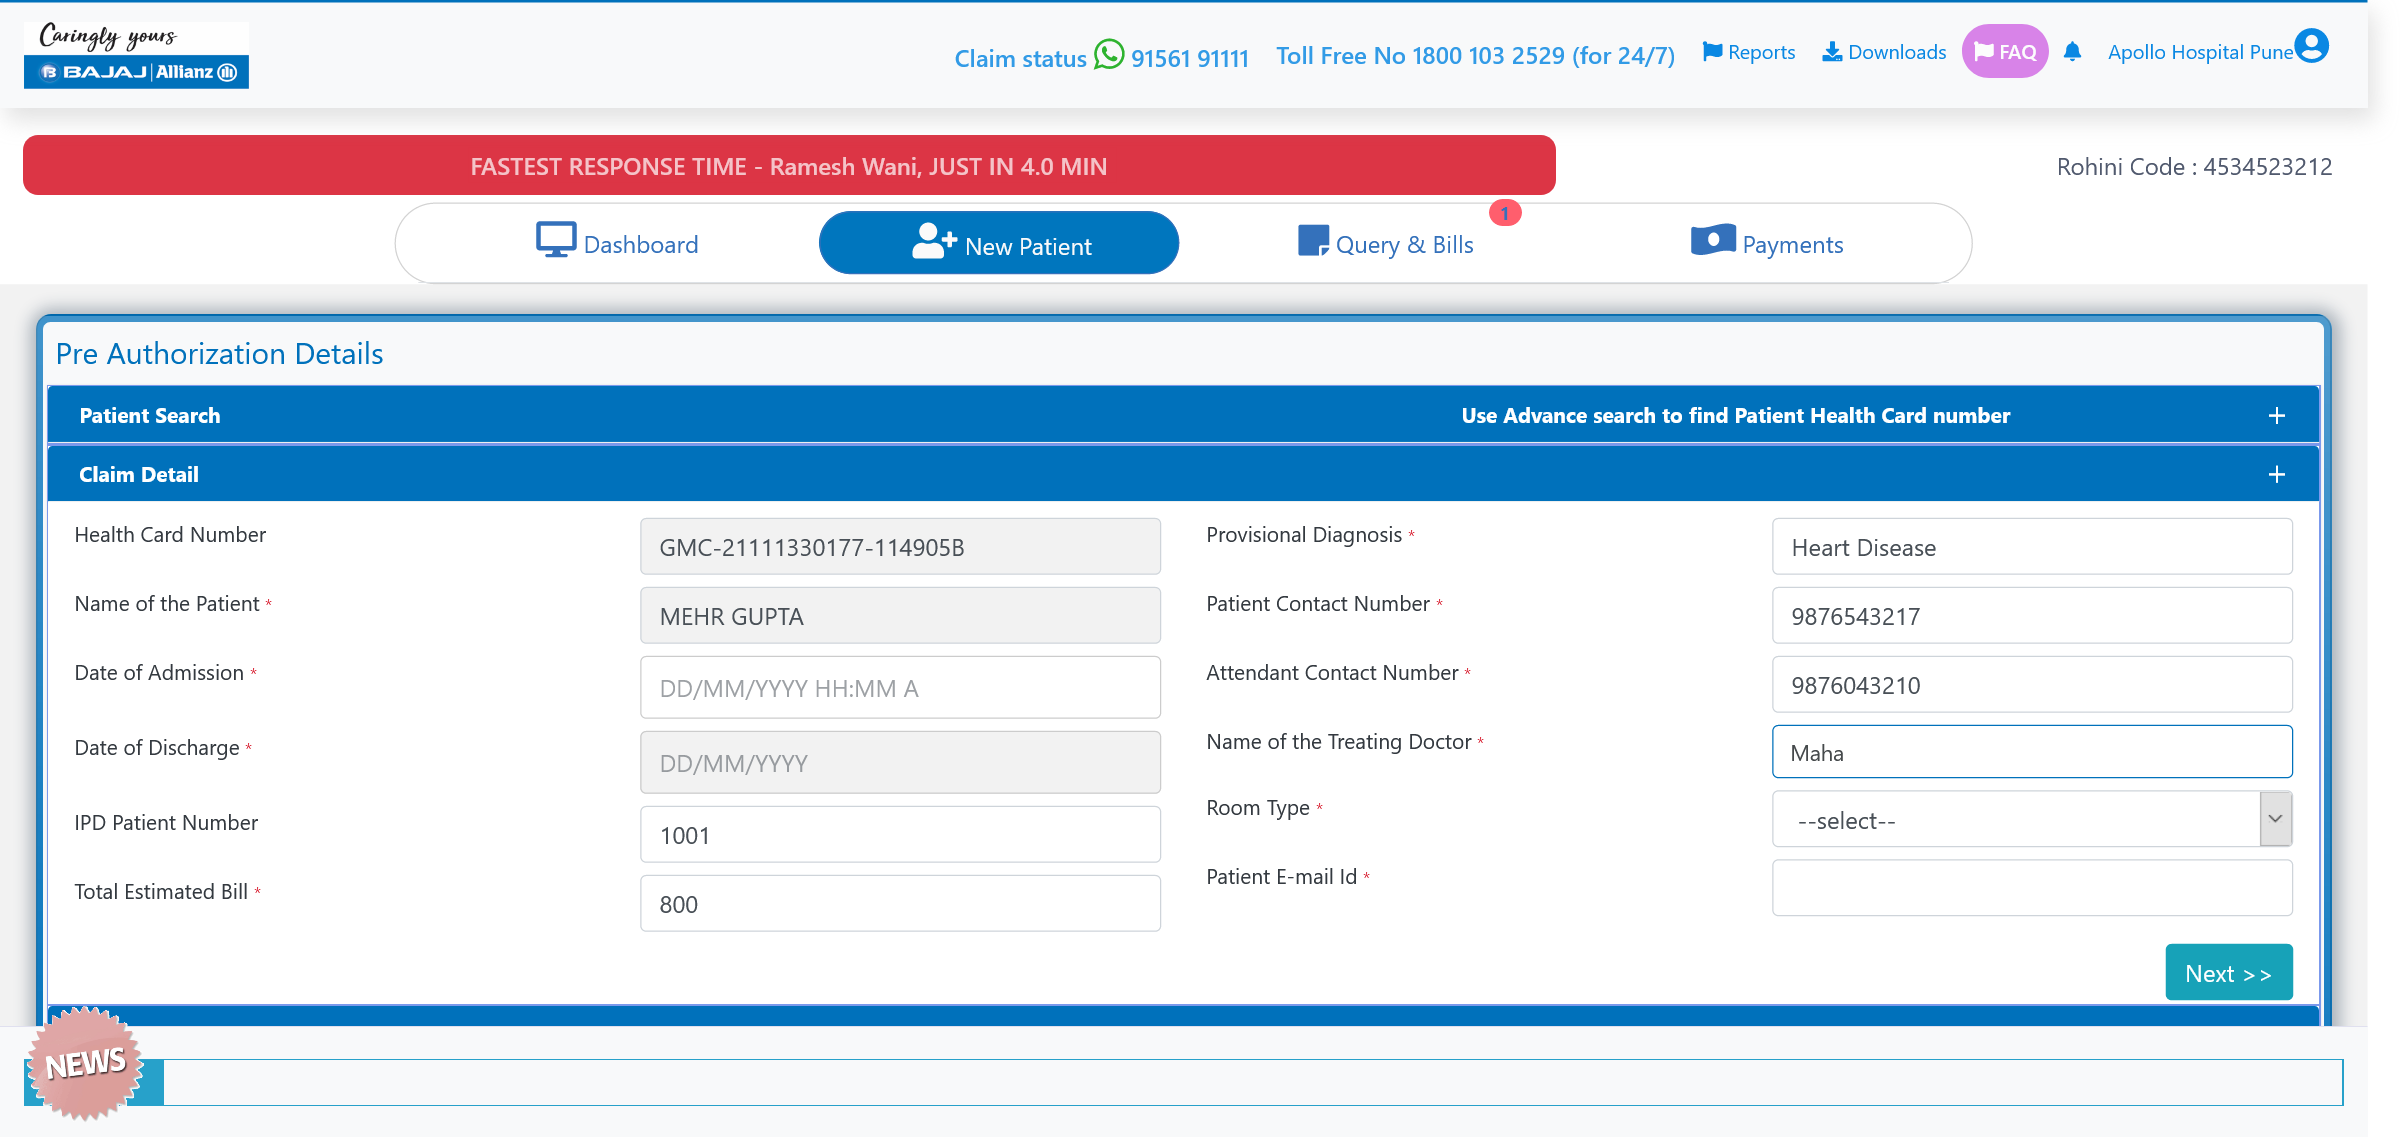 Caringly yours
BAJAJ | Allianz
Claim status 91561 91111 Toll Free No 1800 103 2529 (for 24/7) Reports Downloads FAQ Apollo Hospital Pune
FASTEST RESPONSE TIME - Ramesh Wani, JUST IN 4.0 MIN
Rohini Code : 4534523212
Dashboard New Patient Query & Bills 1 Payments
Pre Authorization Details
Patient Search Use Advance search to find Patient Health Card number +
Claim Detail +
Health Card Number GMC-21111330177-114905B
Provisional Diagnosis * Heart Disease
Name of the Patient * MEHR GUPTA
Patient Contact Number * 9876543217
Date of Admission * DD/MM/YYYY HH:MM A
Attendant Contact Number * 9876043210
Date of Discharge * DD/MM/YYYY
Name of the Treating Doctor * Maha
IPD Patient Number 1001
Room Type * --select--
Total Estimated Bill * 800
Patient E-mail Id *
Next >>
NEWS